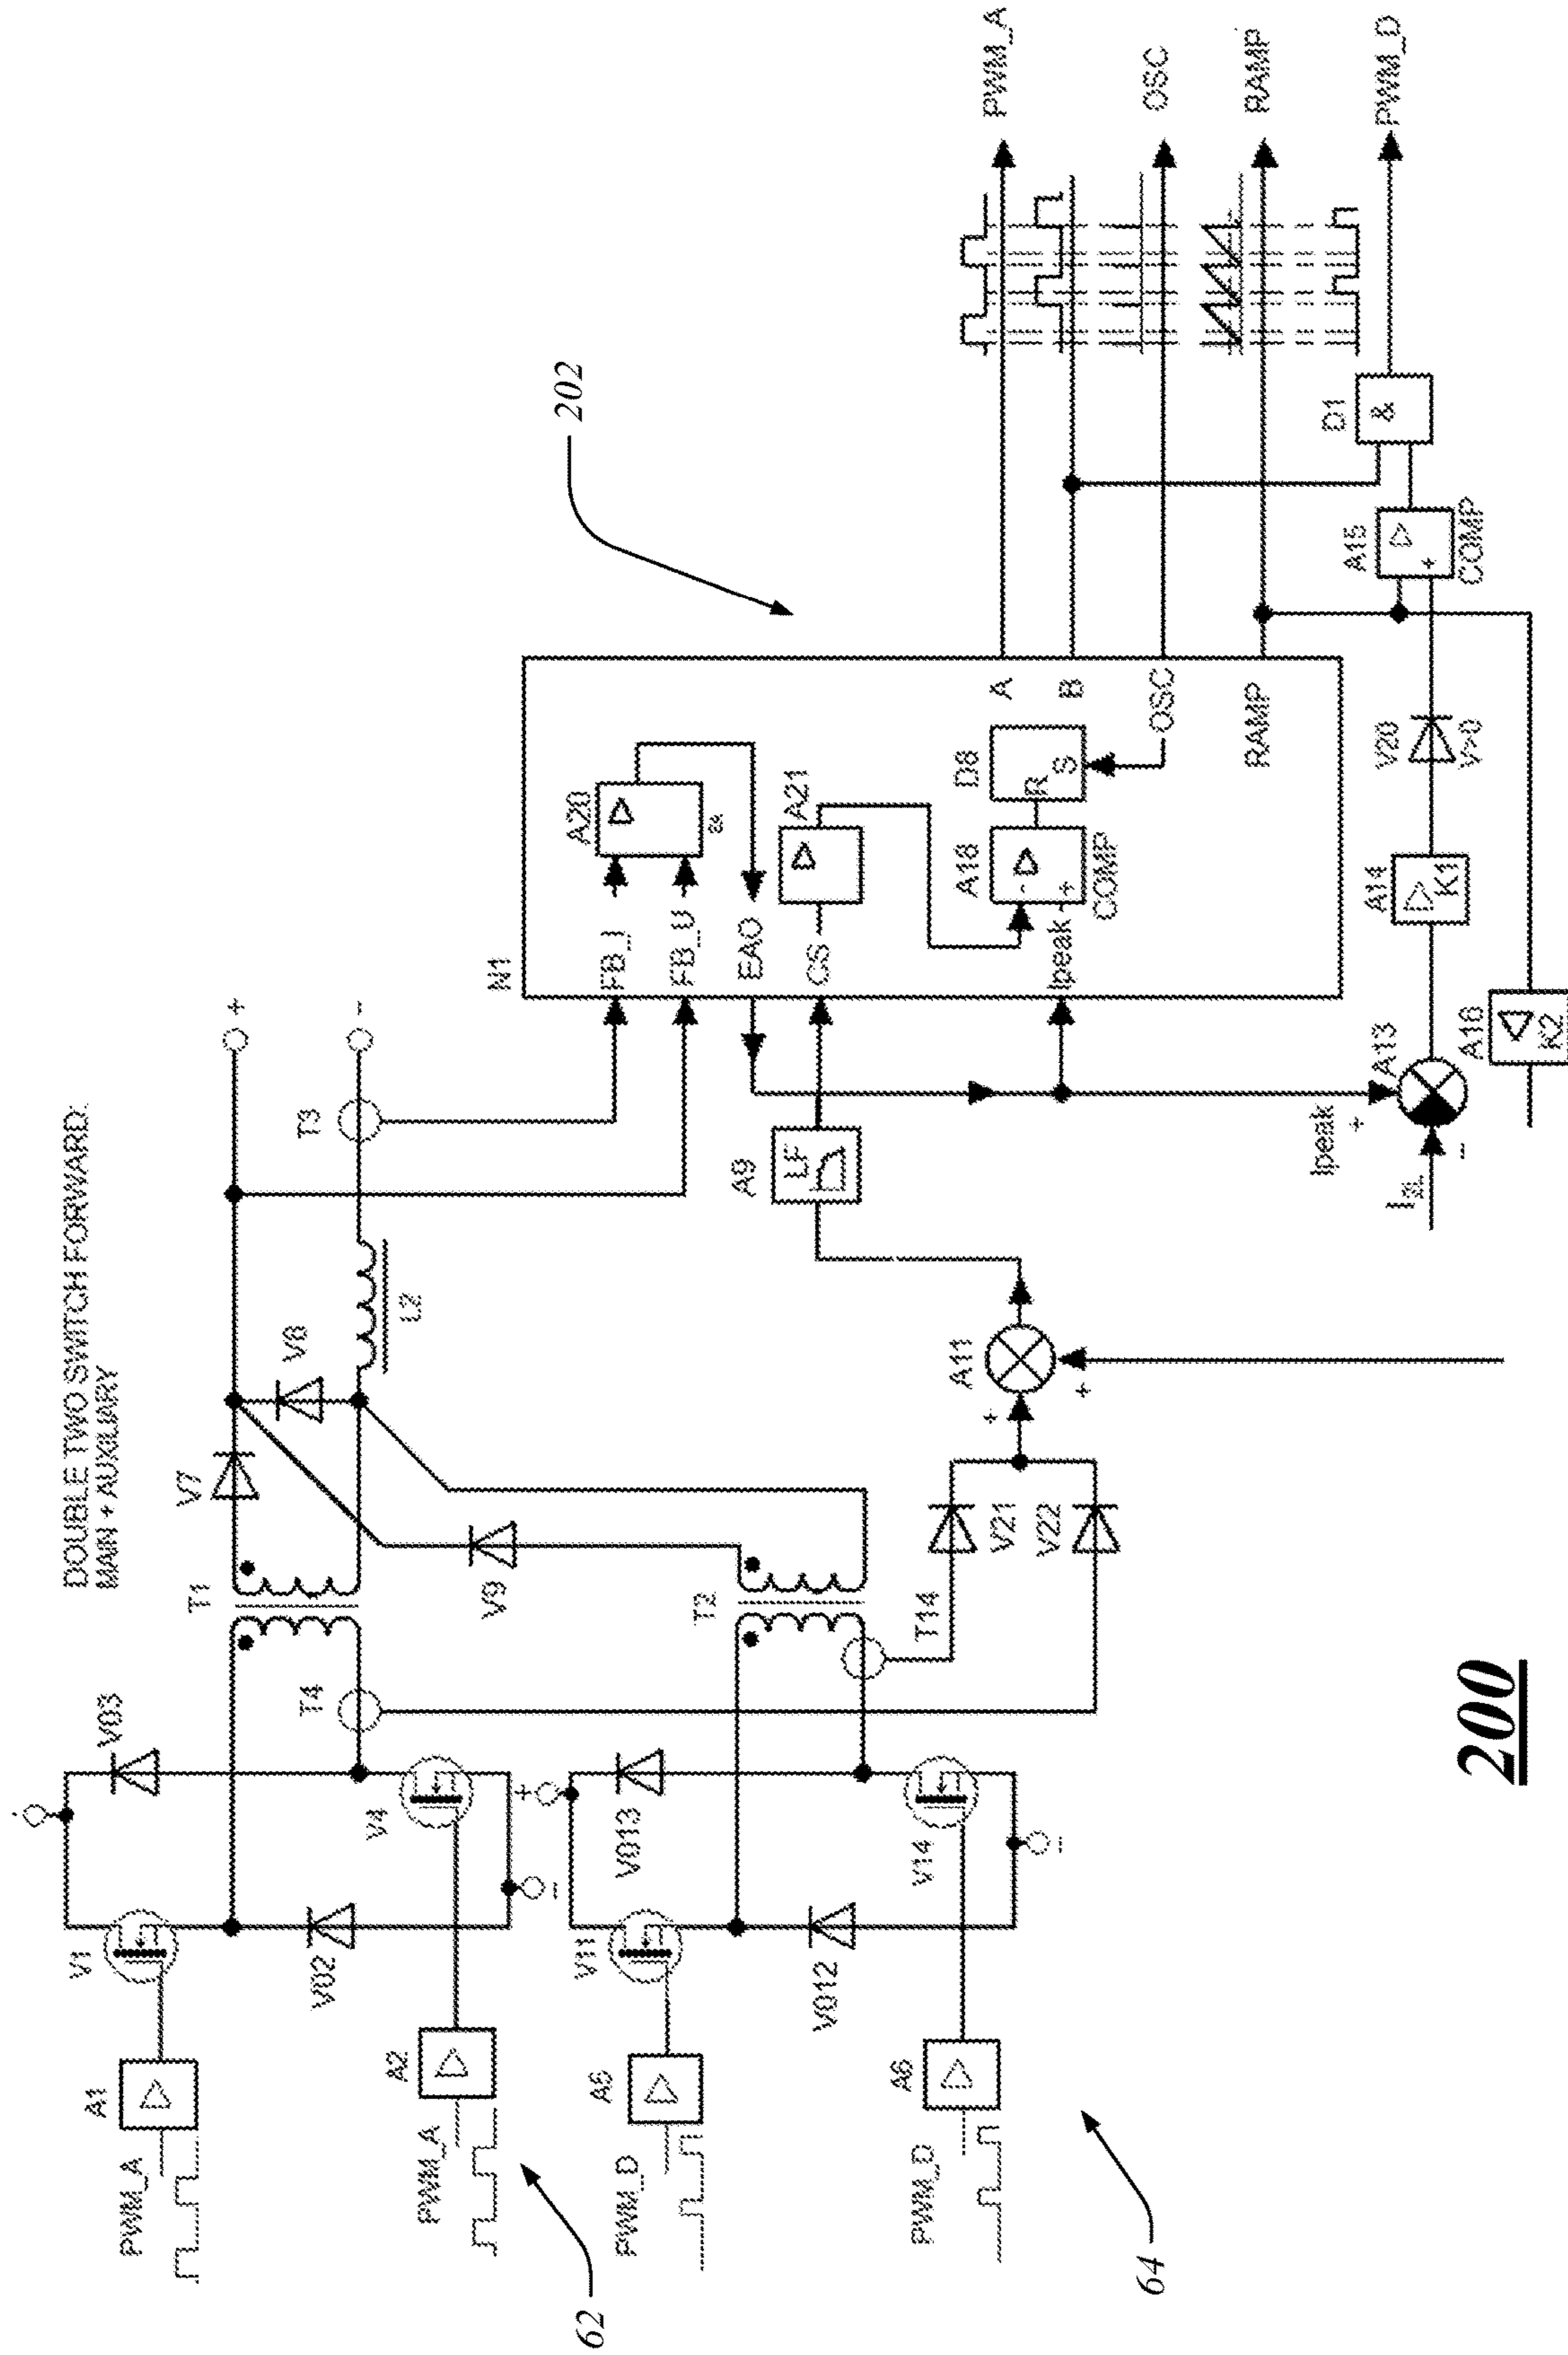 DOUBLE TWO SWITCH FORWARD:
MAIN + AUXILIARY
PWM_A
A1
V1
V02
V03
PWM_A
A2
V4
T4
T1
V7
V8
L2
T3
+
-
62
PWM_D
A5
V11
V012
V013
+
-
PWM_D
A6
V14
T2
V9
T14
V21
V22
64
A11
+
+
A9
LF
N1
FB_I
FB_U
EAO
CS
Ipeak
A20
A21
A18
COMP
D8
R
S
A
B
OSC
RAMP
202
PWM_A
OSC
RAMP
PWM_D
D1
&
A15
+
COMP
V20
V>0
A14
K1
A13
Ipeak
+
-
A16
K2
200